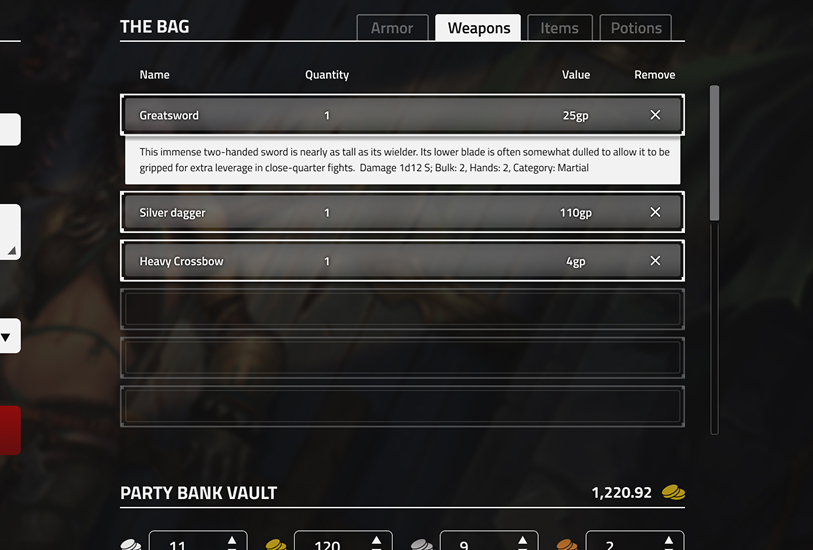 THE BAG
Armor Weapons Items Potions
Name Quantity Value Remove
Greatsword 1 25gp
This immense two-handed sword is nearly as tall as its wielder. Its lower blade is often somewhat dulled to allow it to be
gripped for extra leverage in close-quarter fights. Damage 1d12 S; Bulk: 2, Hands: 2, Category: Martial
Silver dagger 1 110gp
Heavy Crossbow 1 4gp
PARTY BANK VAULT 1,220.92
11 120 9 2